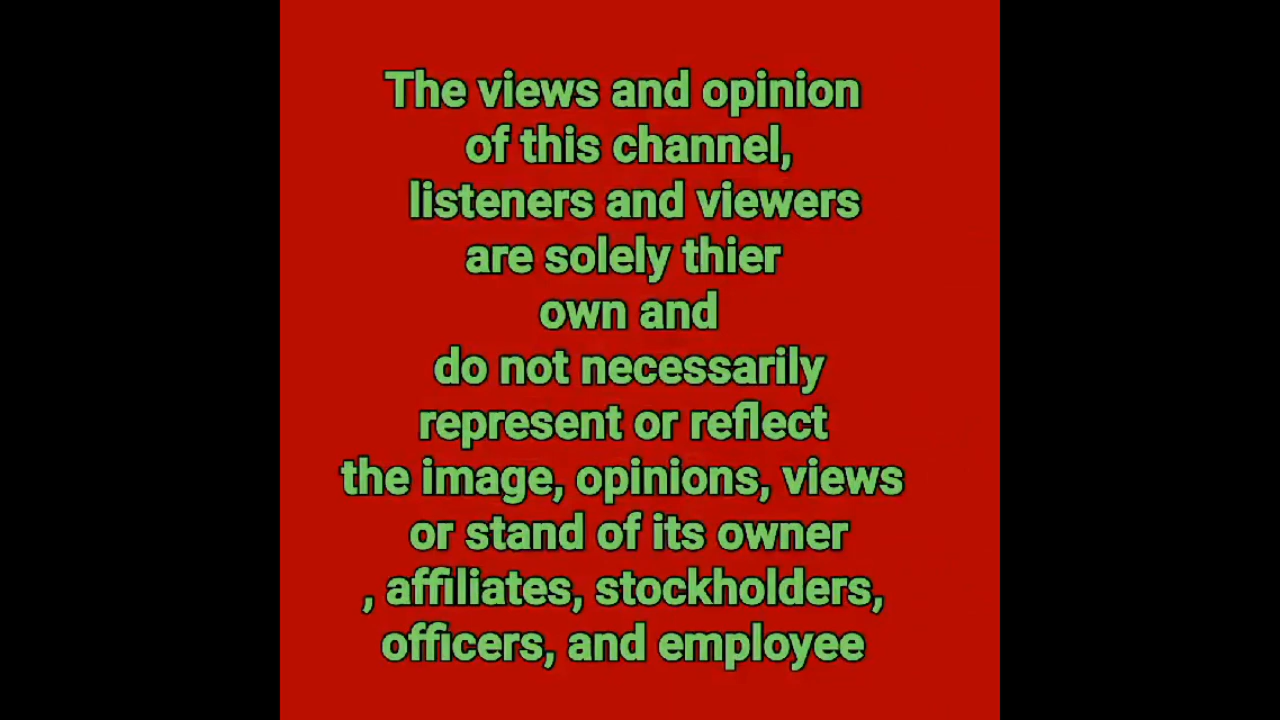 The views and opinion
of this channel,
listeners and viewers
are solely thier
own and
do not necessarily
represent or reflect
the image, opinions, views
or stand of its owner
, affiliates, stockholders,
officers, and employee